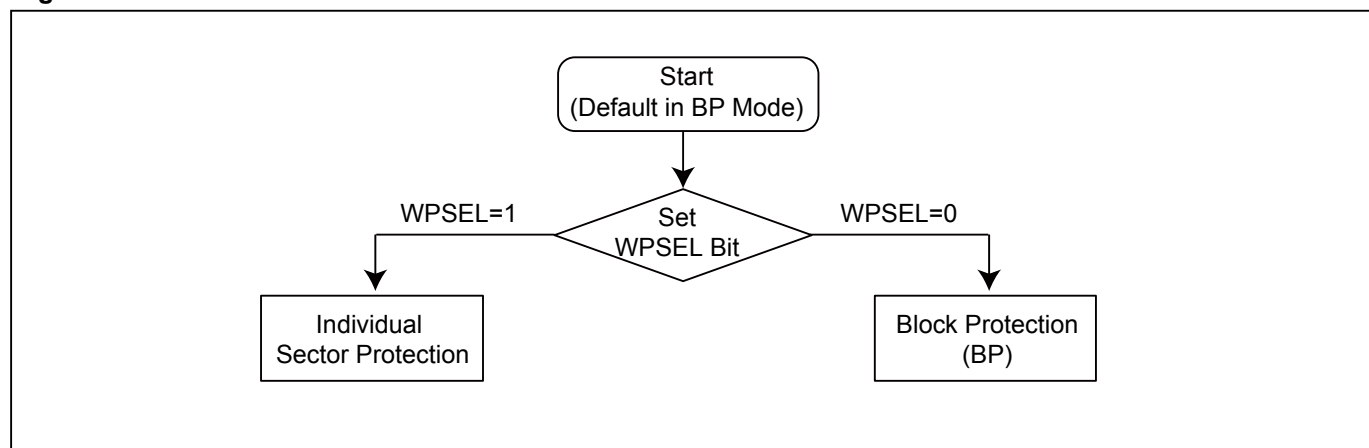 Start
(Default in BP Mode)
WPSEL=1
Set
WPSEL Bit
WPSEL=0
Individual
Sector Protection
Block Protection
(BP)